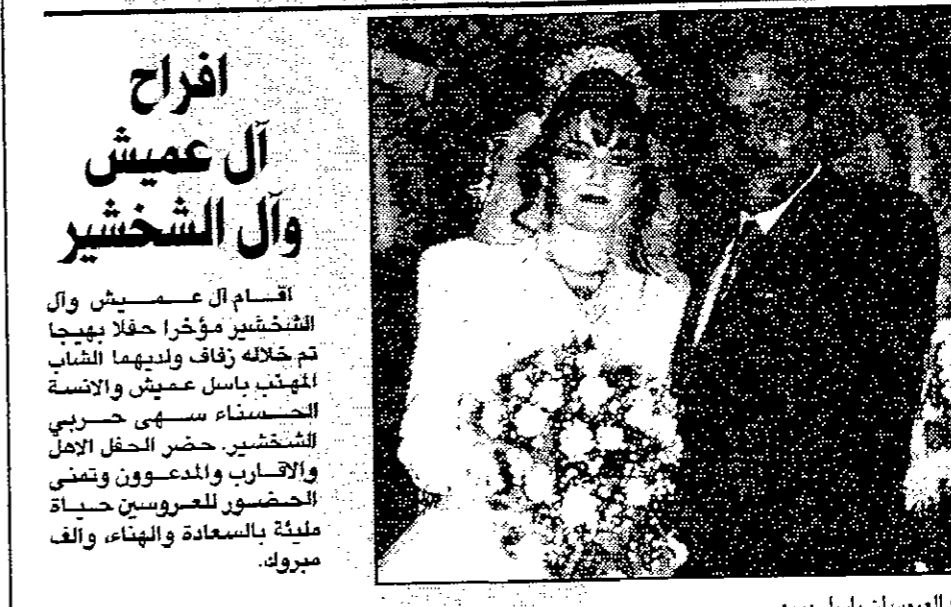 افراح
آل عميش
وآل الشخشير
اقام آل عميش وآل
الشخشير مؤخرا حفلا بهيجا
تم خلاله زفاف ولديهما الشاب
المهذب باسل عميش والانسة
الحسناء سهى حربي
الشخشير. حضر الحفل الاهل
والاقارب والمدعوون وتمنى
الحضور للعروسين حياة
مليئة بالسعادة والهناء، والف
مبروك.
العروسان باسل